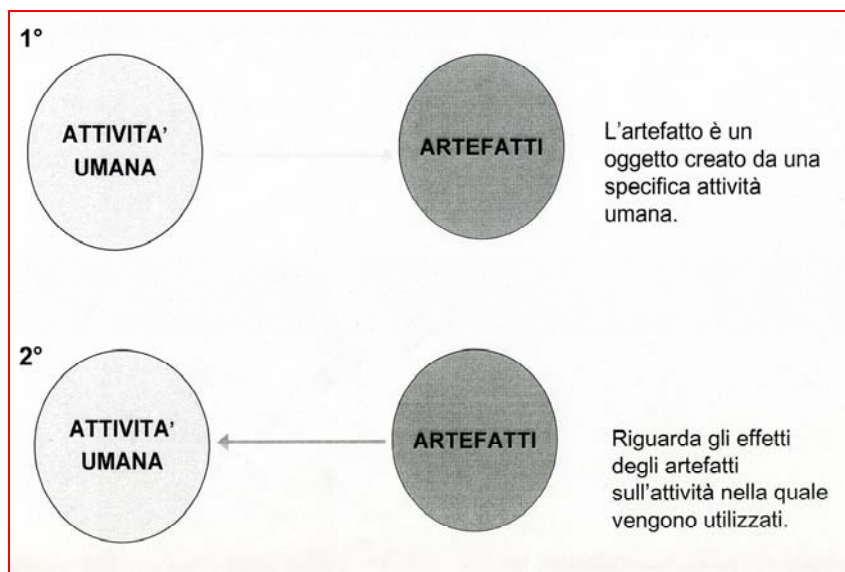 1°
ATTIVITA'
UMANA
ARTEFATTI
L'artefatto è un
oggetto creato da una
specifica attività
umana.
2°
ATTIVITA'
UMANA
ARTEFATTI
Riguarda gli effetti
degli artefatti
sull'attività nella quale
vengono utilizzati.